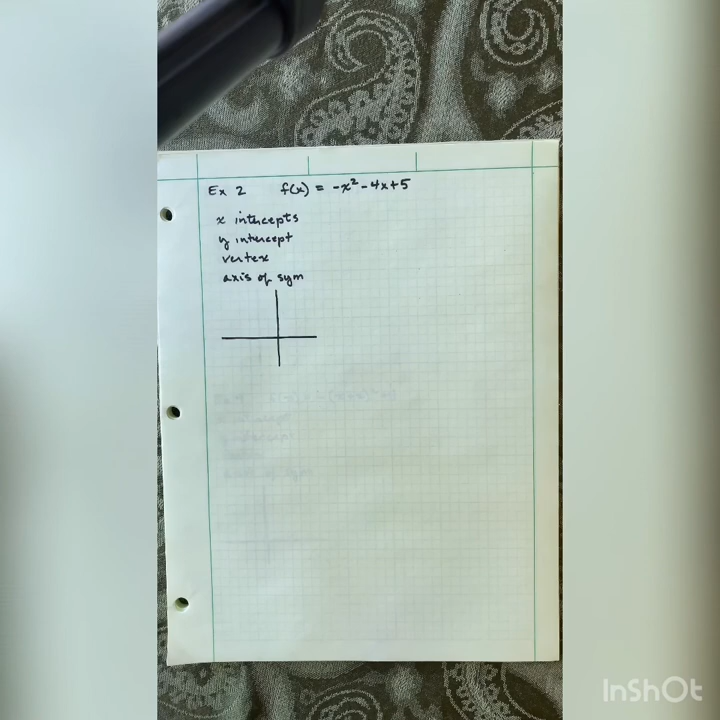 Ex 2 f(x) = -x² - 4x + 5
x intercepts
y intercept
vertex
axis of sym
InShOt